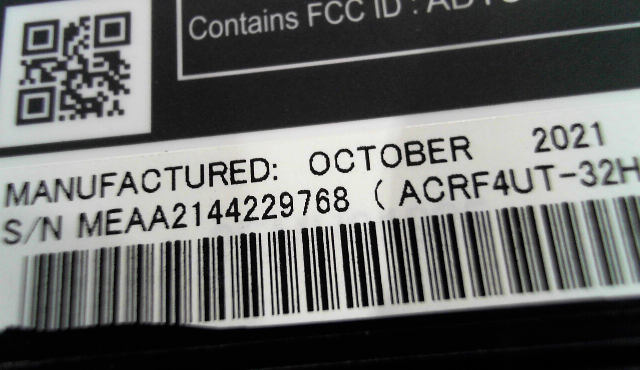 Contains FCC ID :
MANUFACTURED: OCTOBER 2021
S/N MEAA2144229768 ( ACRF4UT-32H